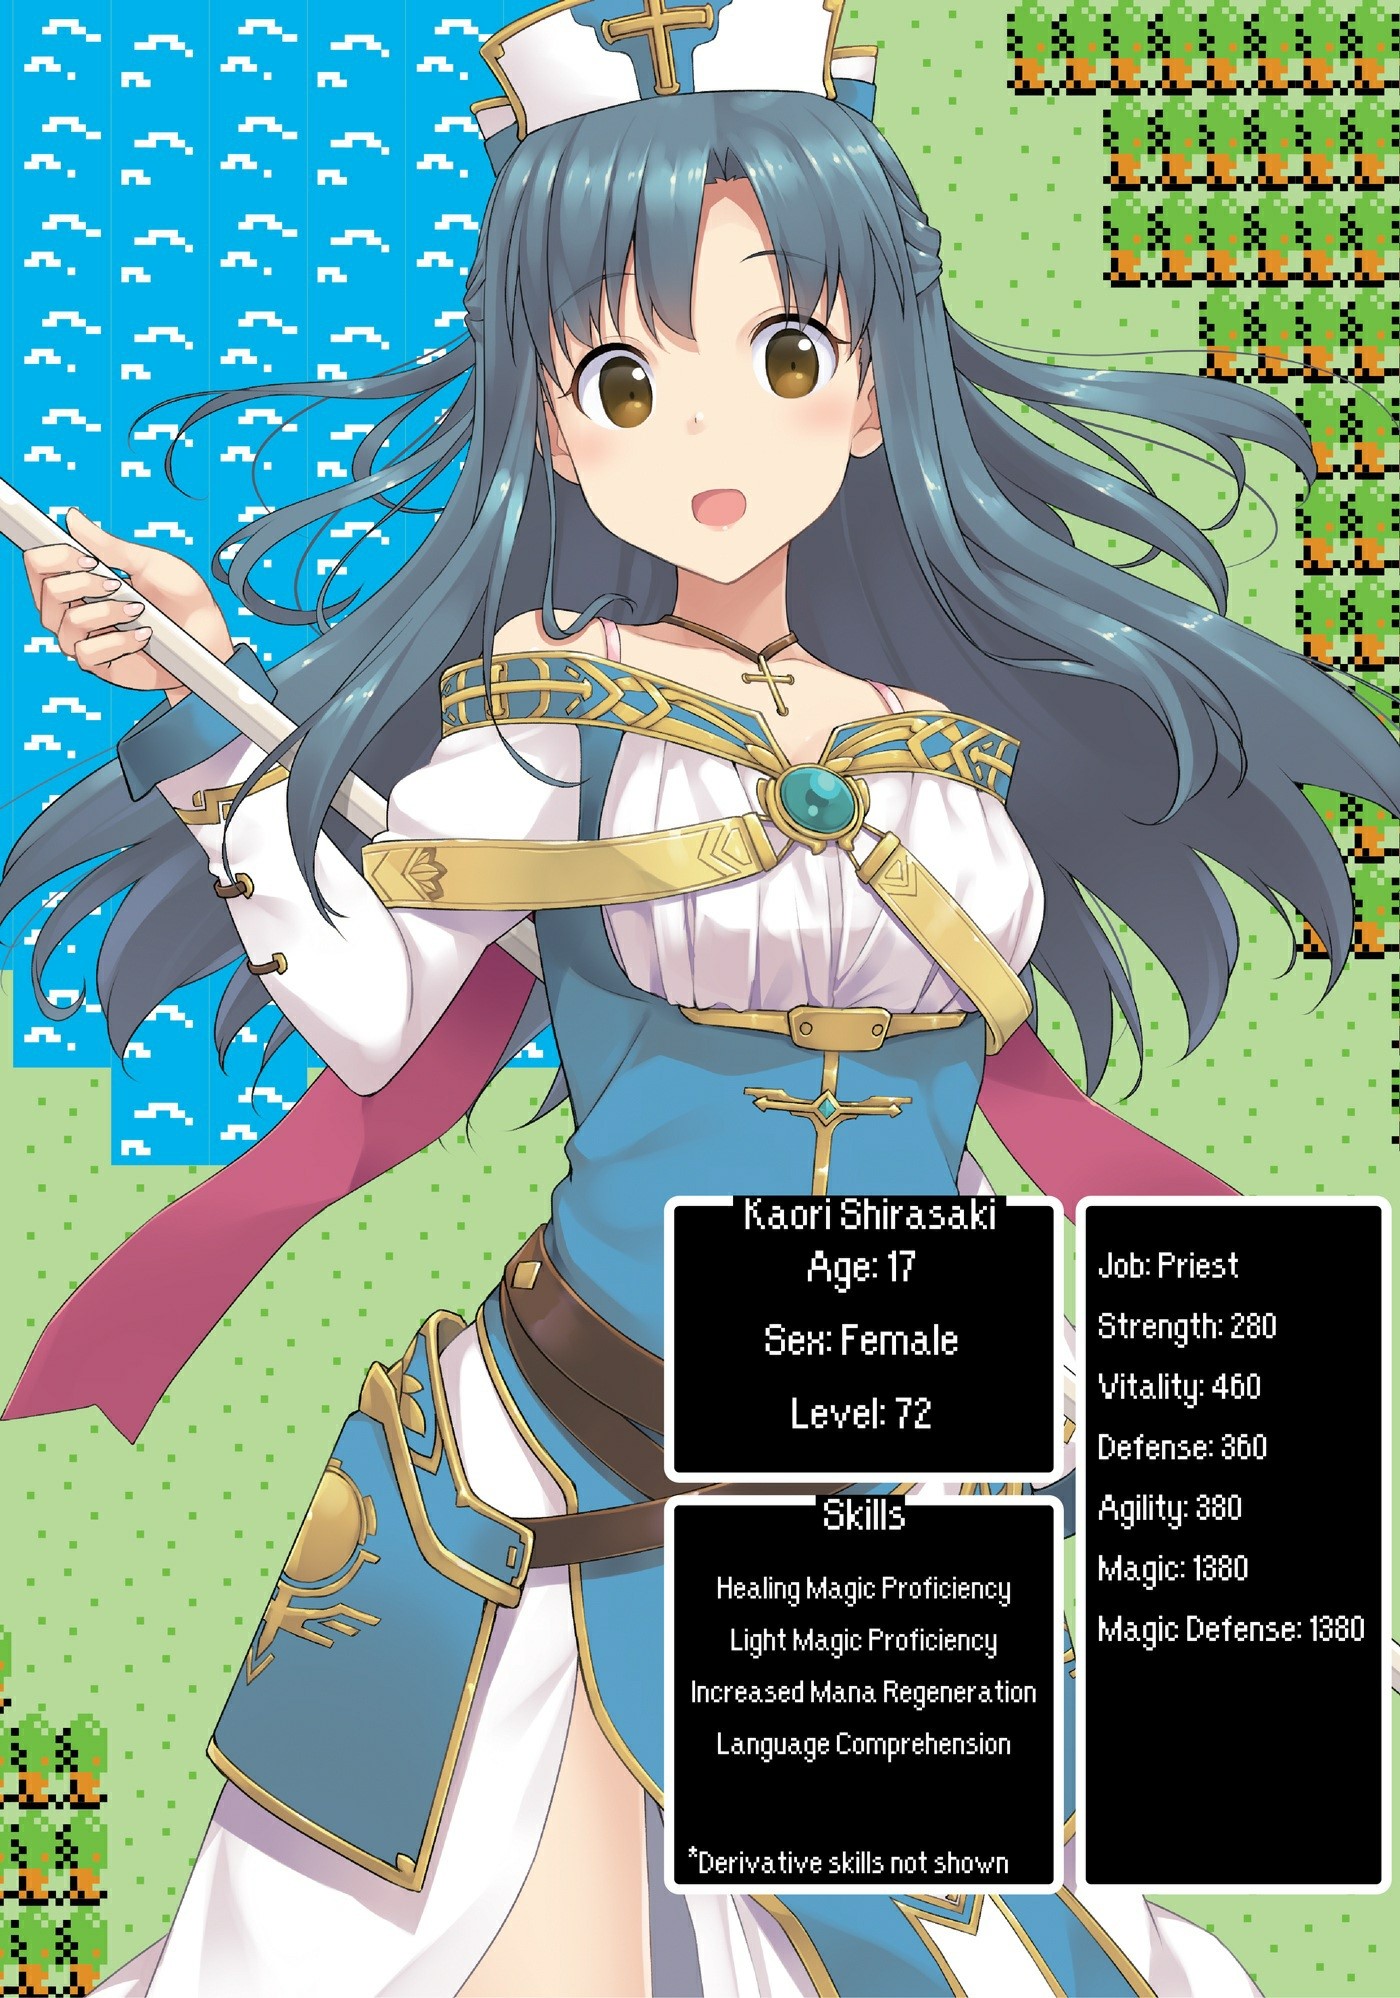 Kaori Shirasaki
Age: 17
Sex: Female
Level: 72
Skills
Healing Magic Proficiency
Light Magic Proficiency
Increased Mana Regeneration
Language Comprehension
*Derivative skills not shown
Job: Priest
Strength: 280
Vitality: 460
Defense: 360
Agility: 380
Magic: 1380
Magic Defense: 1380